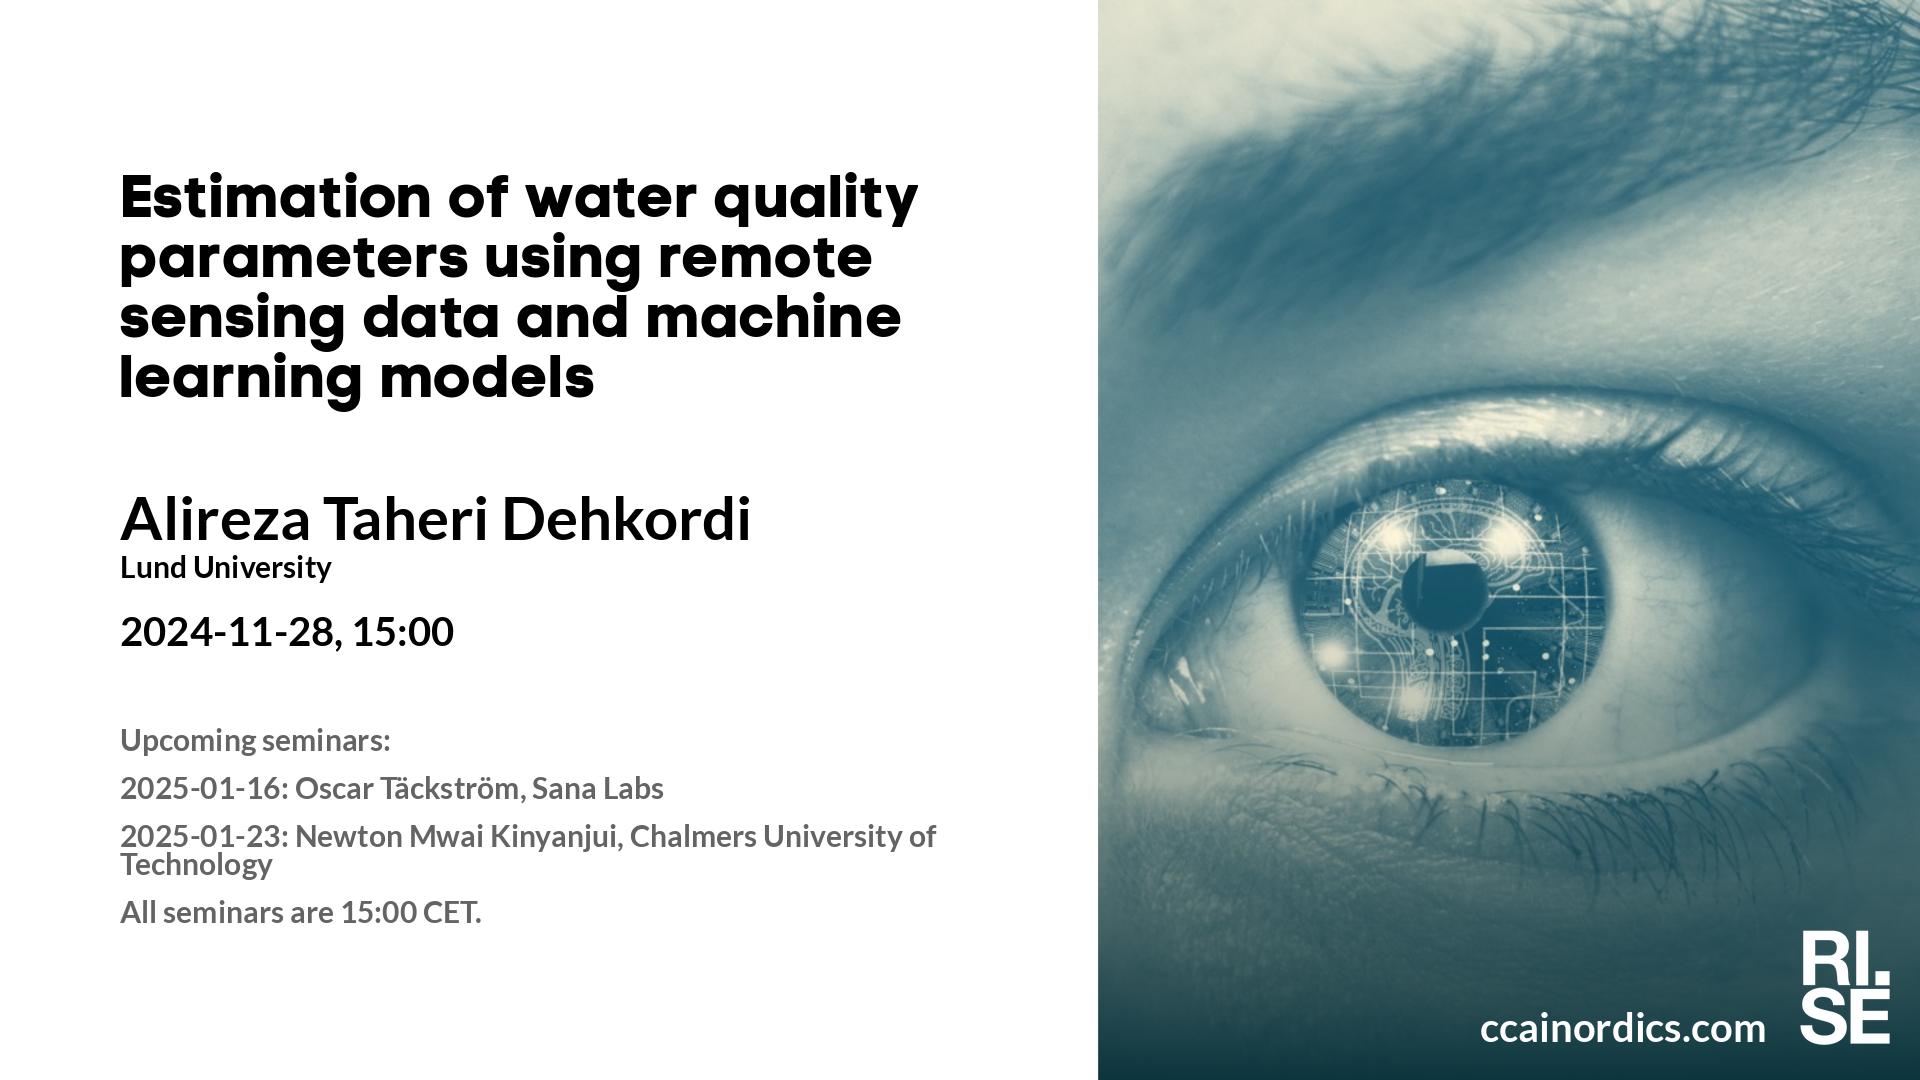 Estimation of water quality
parameters using remote
sensing data and machine
learning models
Alireza Taheri Dehkordi
Lund University
2024-11-28, 15:00
Upcoming seminars:
2025-01-16: Oscar Täckström, Sana Labs
2025-01-23: Newton Mwai Kinyanjui, Chalmers University of
Technology
All seminars are 15:00 CET.
ccainordics.com
RI.
SE